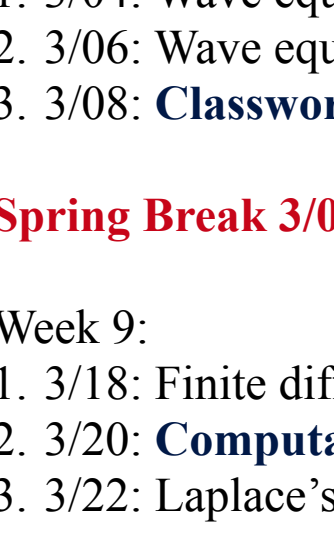 1. 3/04: Wave equ
2. 3/06: Wave equ
3. 3/08: Classwor
Spring Break 3/0
Week 9:
1. 3/18: Finite dif
2. 3/20: Computa
3. 3/22: Laplace’s